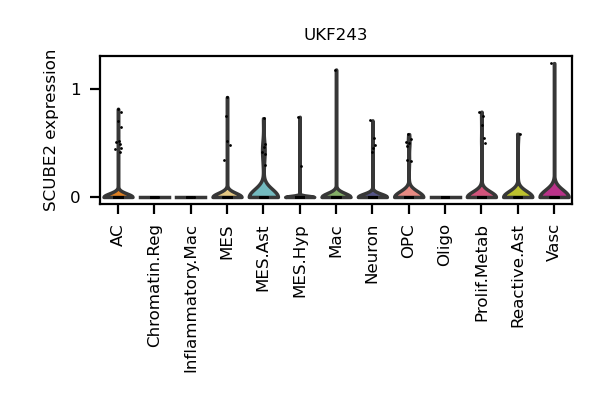 UKF243
SCUBE2 expression
1
0
AC
Chromatin.Reg
Inflammatory.Mac
MES
MES.Ast
MES.Hyp
Mac
Neuron
OPC
Oligo
Prolif.Metab
Reactive.Ast
Vasc